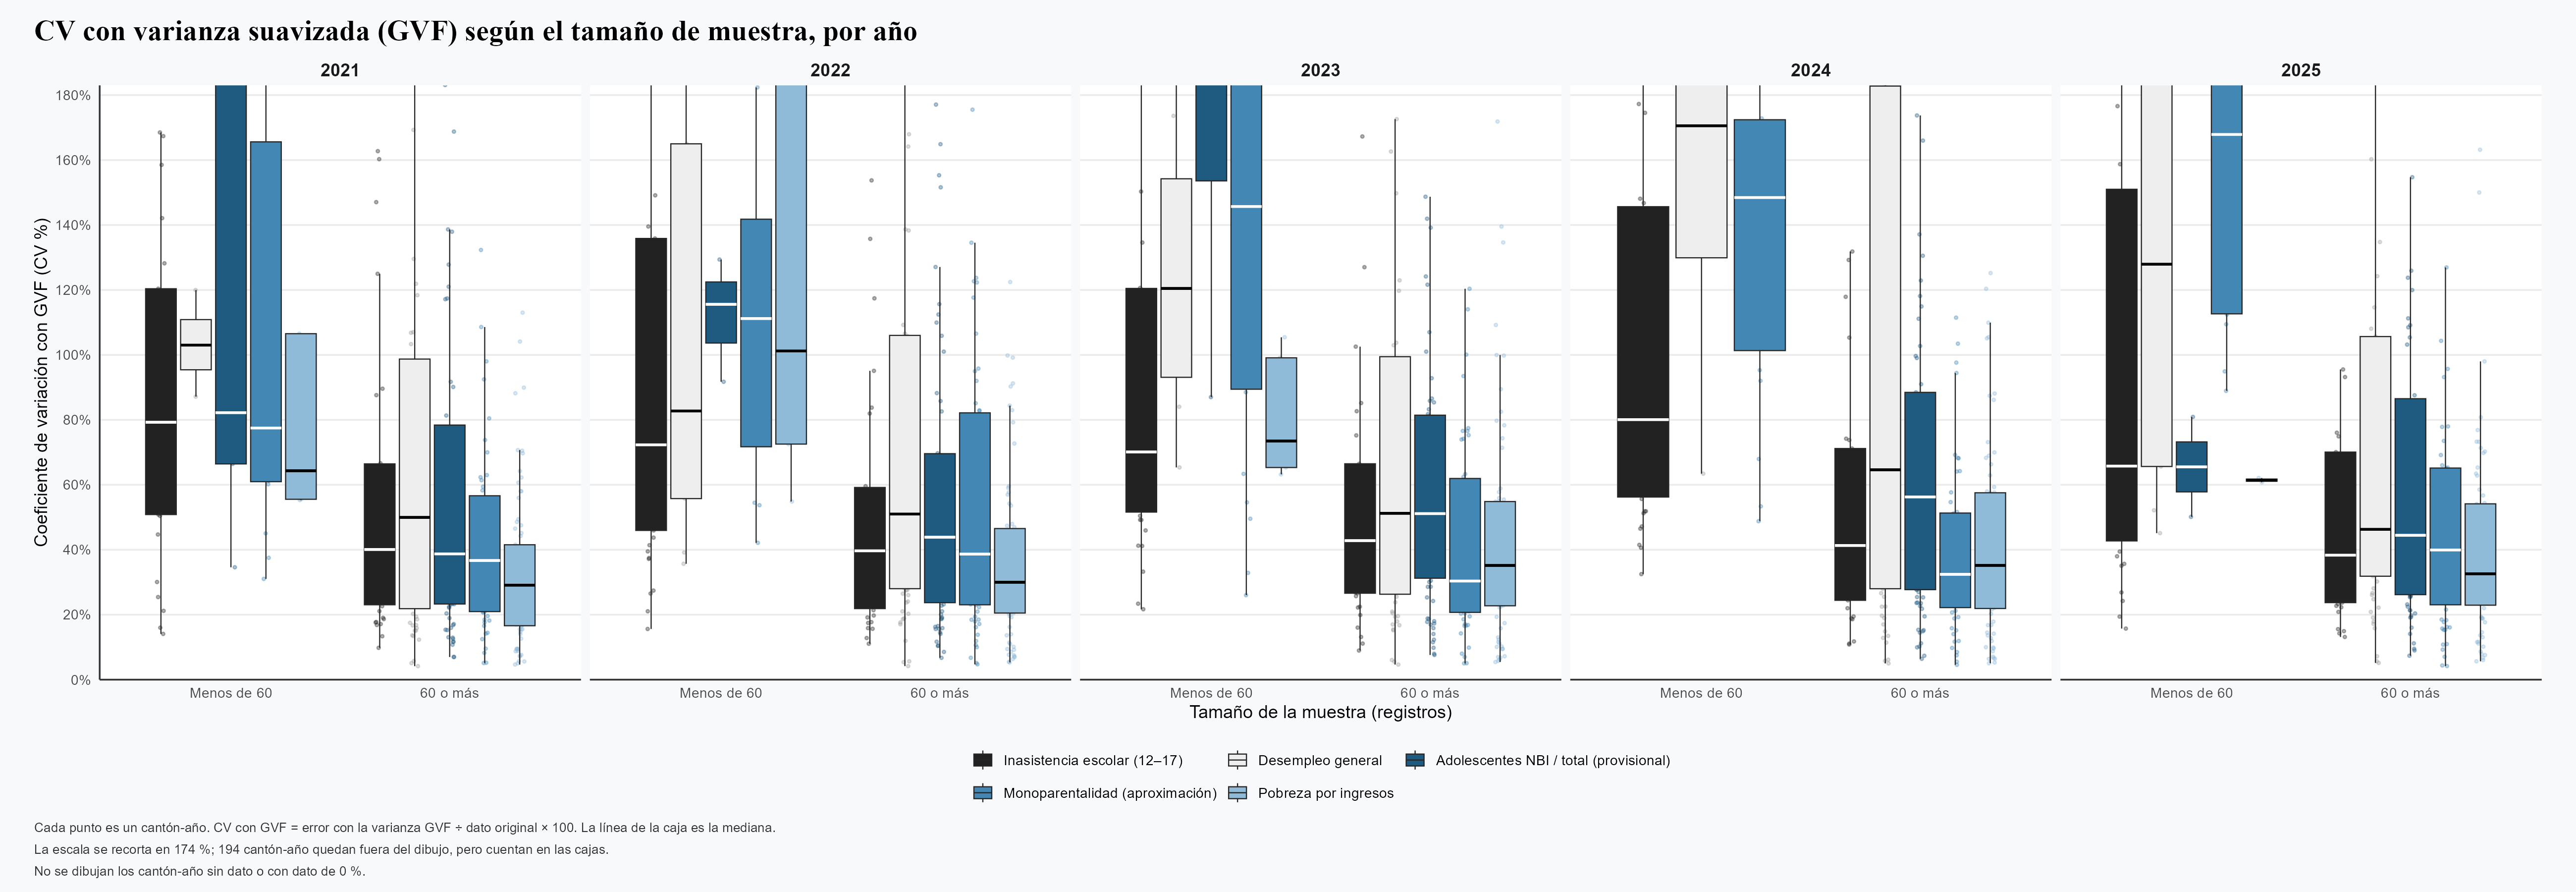 CV con varianza suavizada (GVF) según el tamaño de muestra, por año
2021 2022 2023 2024 2025
Coeficiente de variación con GVF (CV %)
180%
160%
140%
120%
100%
80%
60%
40%
20%
0%
Menos de 60 60 o más Menos de 60 60 o más Menos de 60 60 o más Menos de 60 60 o más Menos de 60 60 o más
Tamaño de la muestra (registros)
Inasistencia escolar (12–17) Desempleo general Adolescentes NBI / total (provisional)
Monoparentalidad (aproximación) Pobreza por ingresos
Cada punto es un cantón-año. CV con GVF = error con la varianza GVF ÷ dato original × 100. La línea de la caja es la mediana.
La escala se recorta en 174 %; 194 cantón-año quedan fuera del dibujo, pero cuentan en las cajas.
No se dibujan los cantón-año sin dato o con dato de 0 %.